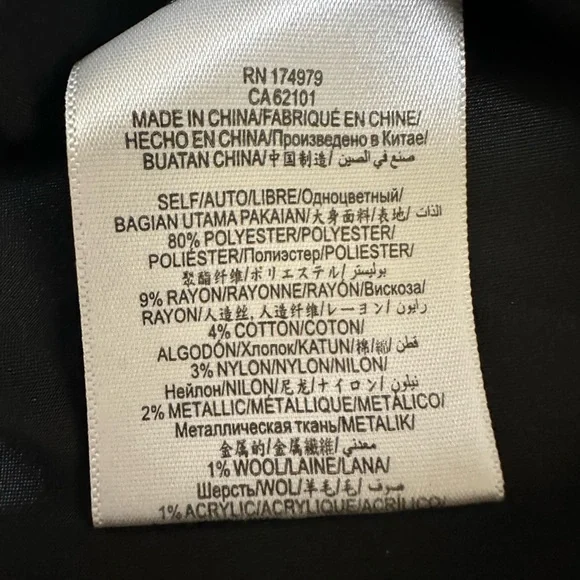 RN 174979
CA 62101
MADE IN CHINA/FABRIQUÉ EN CHINE/
HECHO EN CHINA/Произведено в Китае/
BUATAN CHINA/中国制造/ صنع في الصين/
SELF/AUTO/LIBRE/Одноцветный/
BAGIAN UTAMA PAKAIAN/大身面料/表地/ الذات/
80% POLYESTER/POLYESTER/
POLIÉSTER/Полиэстер/POLIESTER/
聚酯纤维/ポリエステル/ بوليستر/
9% RAYON/RAYONNE/RAYÓN/Вискоза/
RAYON/人造丝, 人造纤维/レーヨン/ رايون/
4% COTTON/COTON/
ALGODÓN/Хлопок/KATUN/棉/綿/ قطن/
3% NYLON/NYLON/NILON/
Нейлон/NILON/尼龙/ナイロン/ نيلون/
2% METALLIC/MÉTALLIQUE/METALICO/
Металлическая ткань/METALIK/
金属的/金属繊維/ معدني/
1% WOOL/LAINE/LANA/
Шерсть/WOL/羊毛/毛/ صوف/
1% ACRYLIC/ACRYLIQUE/ACRÍLICO/